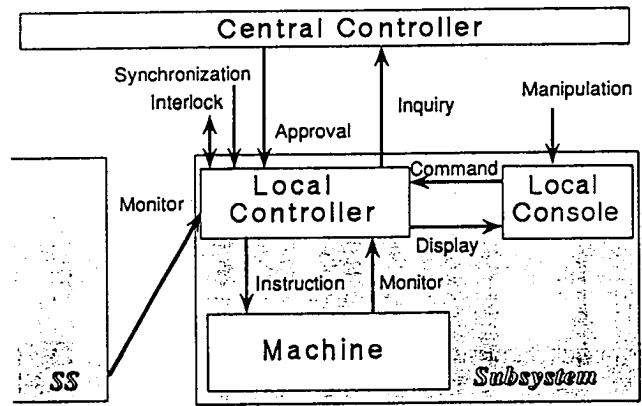 Central Controller
Synchronization
Interlock
Approval
Inquiry
Manipulation
Monitor
Local
Controller
Command
Display
Local
Console
Instruction
Monitor
Machine
SS
Subsystem